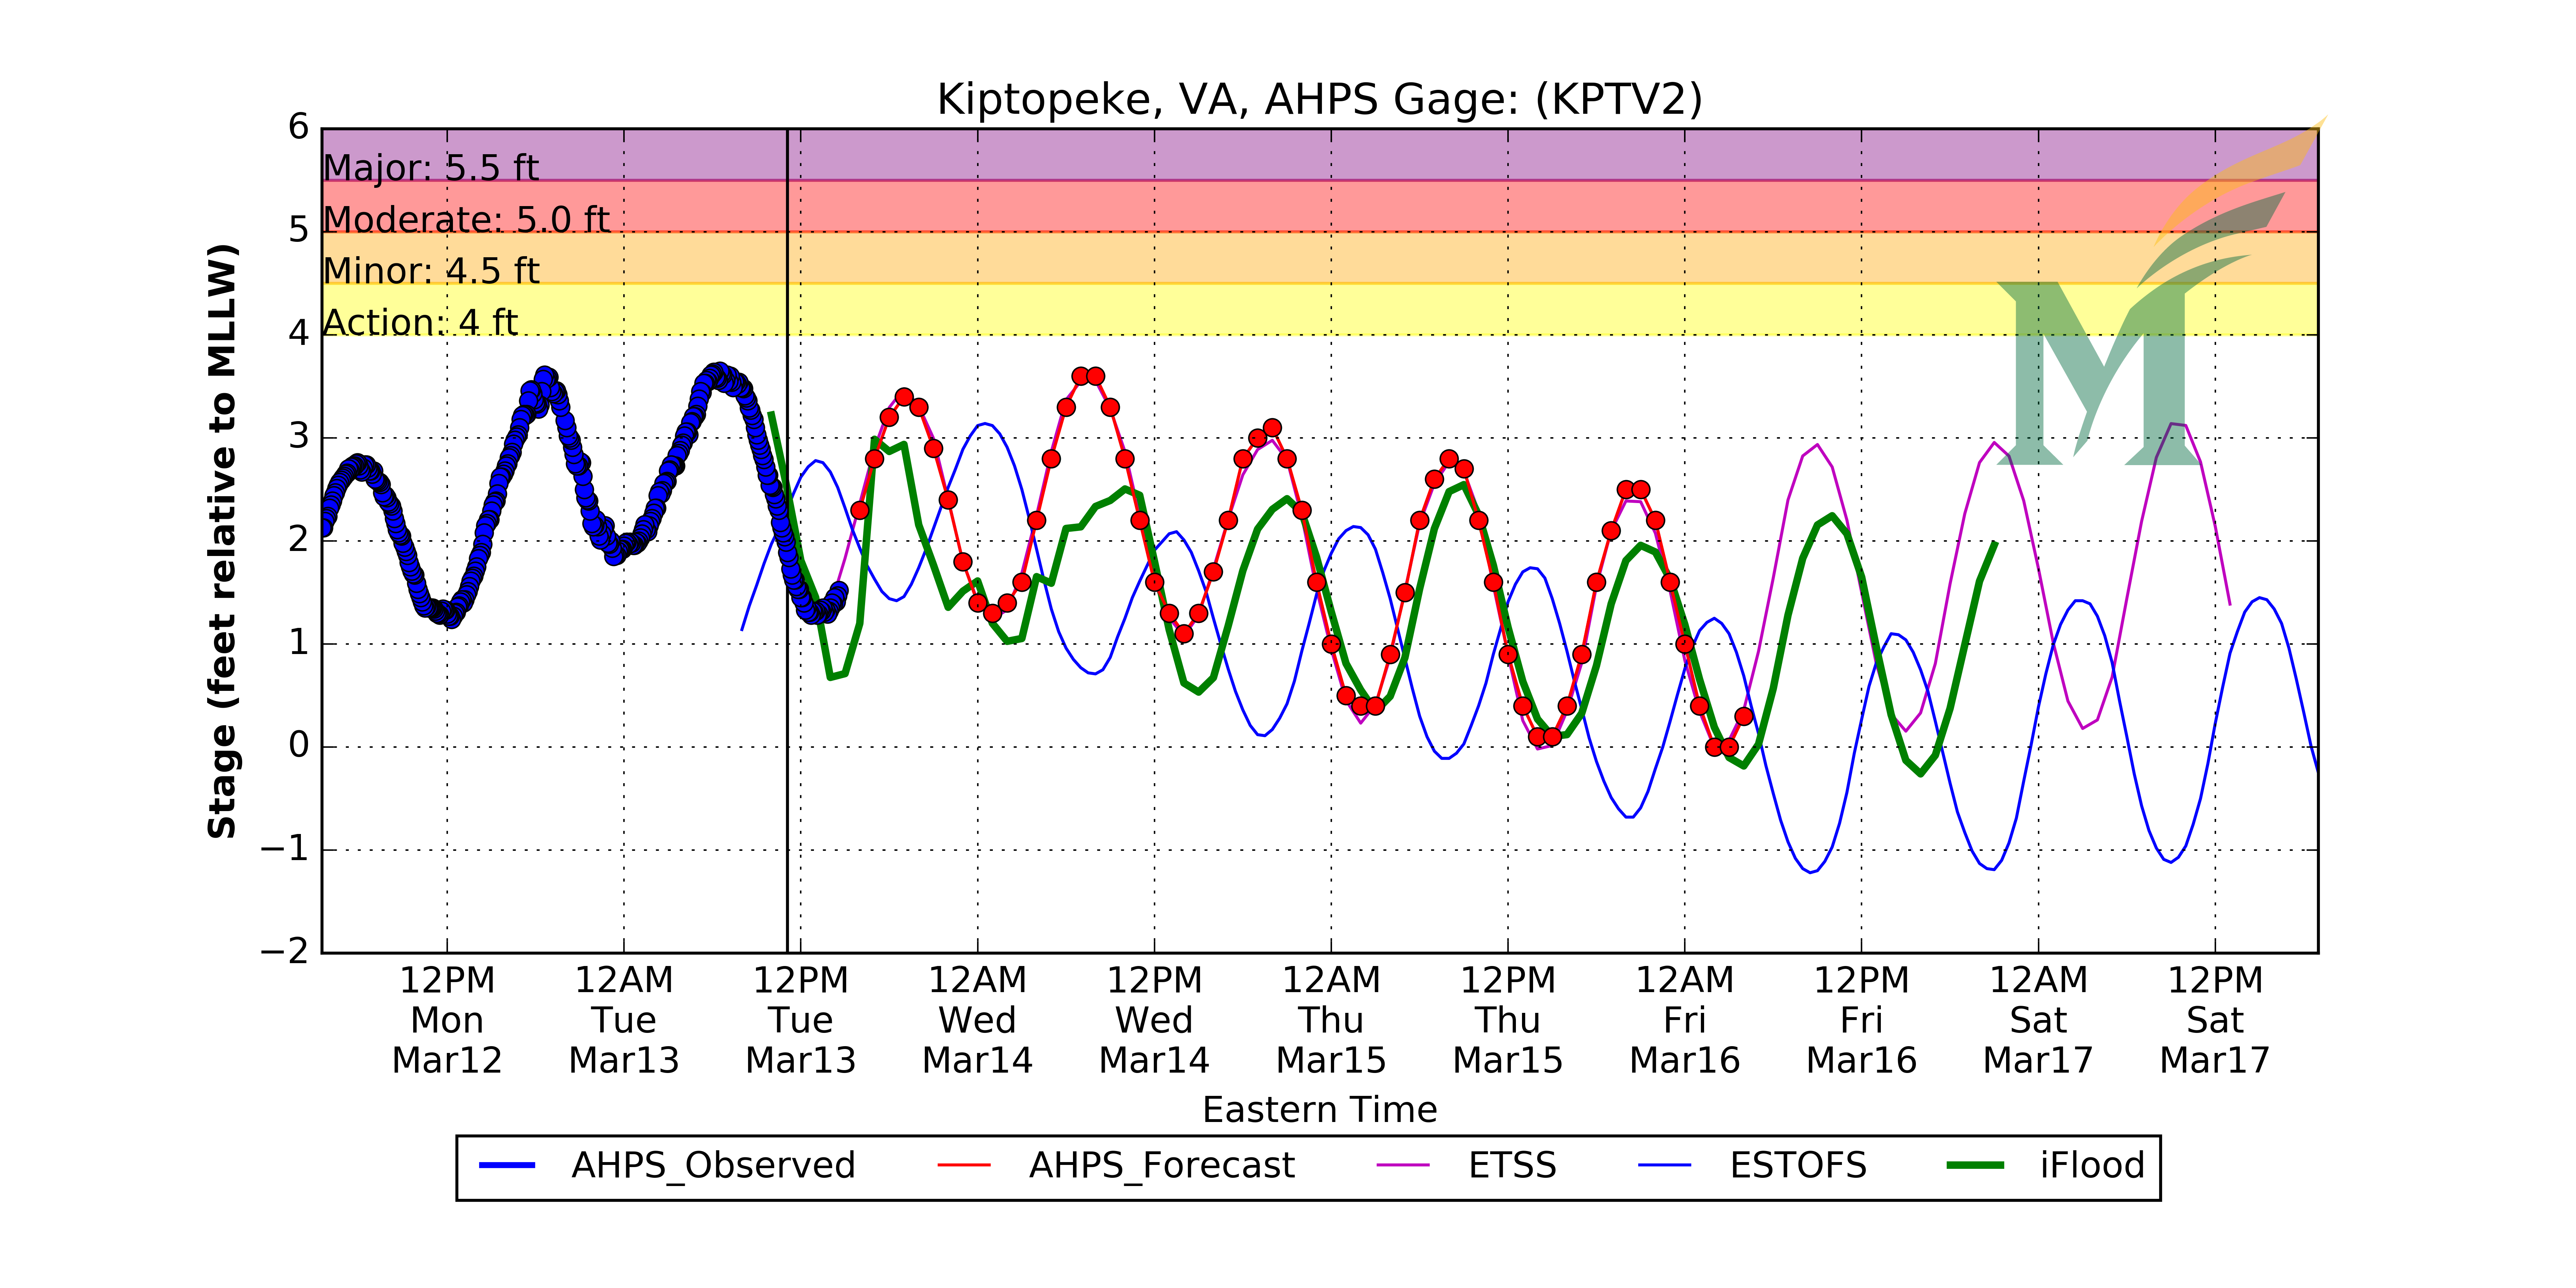 Kiptopeke, VA, AHPS Gage: (KPTV2)
6
5
4
3
2
1
0
−1
−2
Stage (feet relative to MLLW)
Major: 5.5 ft
Moderate: 5.0 ft
Minor: 4.5 ft
Action: 4 ft
M
12PM 12AM 12PM 12AM 12PM 12AM 12PM 12AM 12PM 12AM 12PM
Mon Tue Tue Wed Wed Thu Thu Fri Fri Sat Sat
Mar12 Mar13 Mar13 Mar14 Mar14 Mar15 Mar15 Mar16 Mar16 Mar17 Mar17
Eastern Time
AHPS_Observed AHPS_Forecast ETSS ESTOFS iFlood